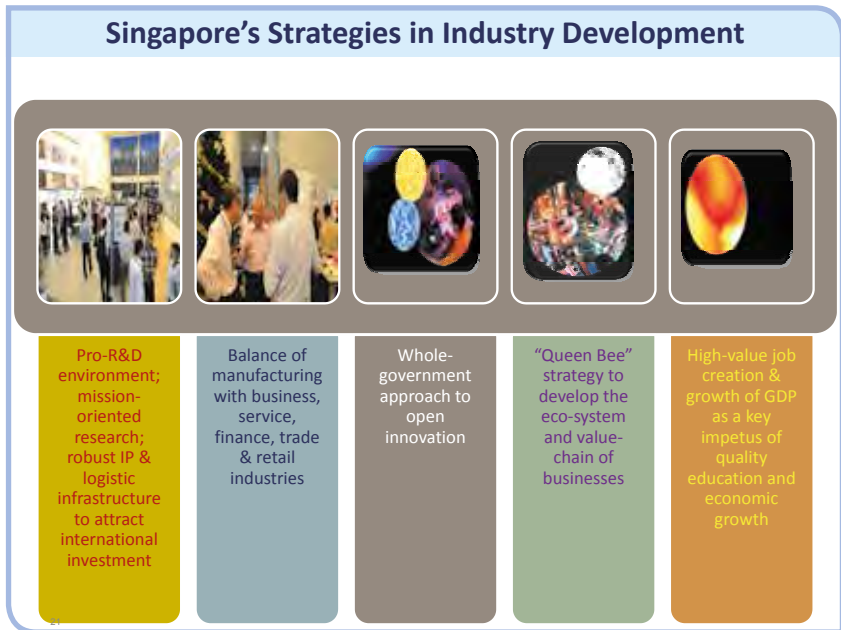 Singapore’s Strategies in Industry Development
Pro-R&D
environment;
mission-
oriented
research;
robust IP &
logistic
infrastructure
to attract
international
investment
Balance of
manufacturing
with business,
service,
finance, trade
& retail
industries
Whole-
government
approach to
open
innovation
“Queen Bee”
strategy to
develop the
eco-system
and value-
chain of
businesses
High-value job
creation &
growth of GDP
as a key
impetus of
quality
education and
economic
growth
21